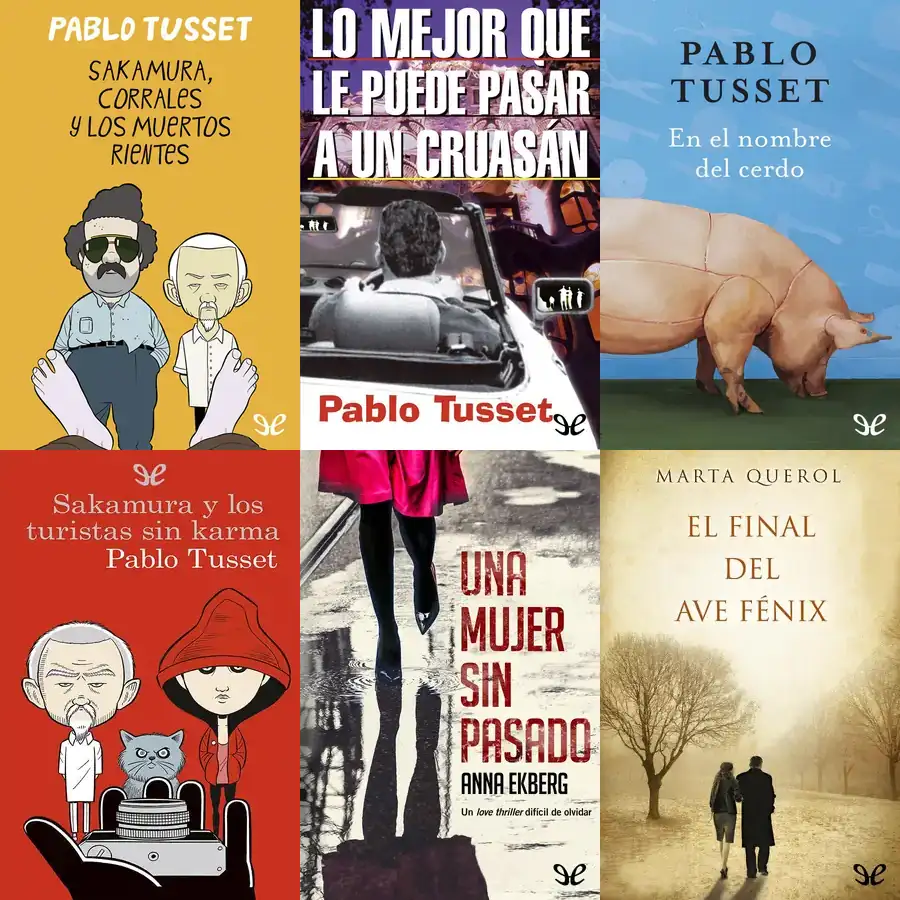 PABLO TUSSET
SAKAMURA,
CORRALES
Y LOS MUERTOS
RIENTES
LO MEJOR QUE
LE PUEDE PASAR
A UN CRUASÁN
Pablo Tusset
PABLO
TUSSET
En el nombre
del cerdo
Sakamura y los
turistas sin karma
Pablo Tusset
UNA
MUJER
SIN
PASADO
ANNA EKBERG
Un love thriller difícil de olvidar
MARTA QUEROL
EL FINAL
DEL
AVE FÉNIX